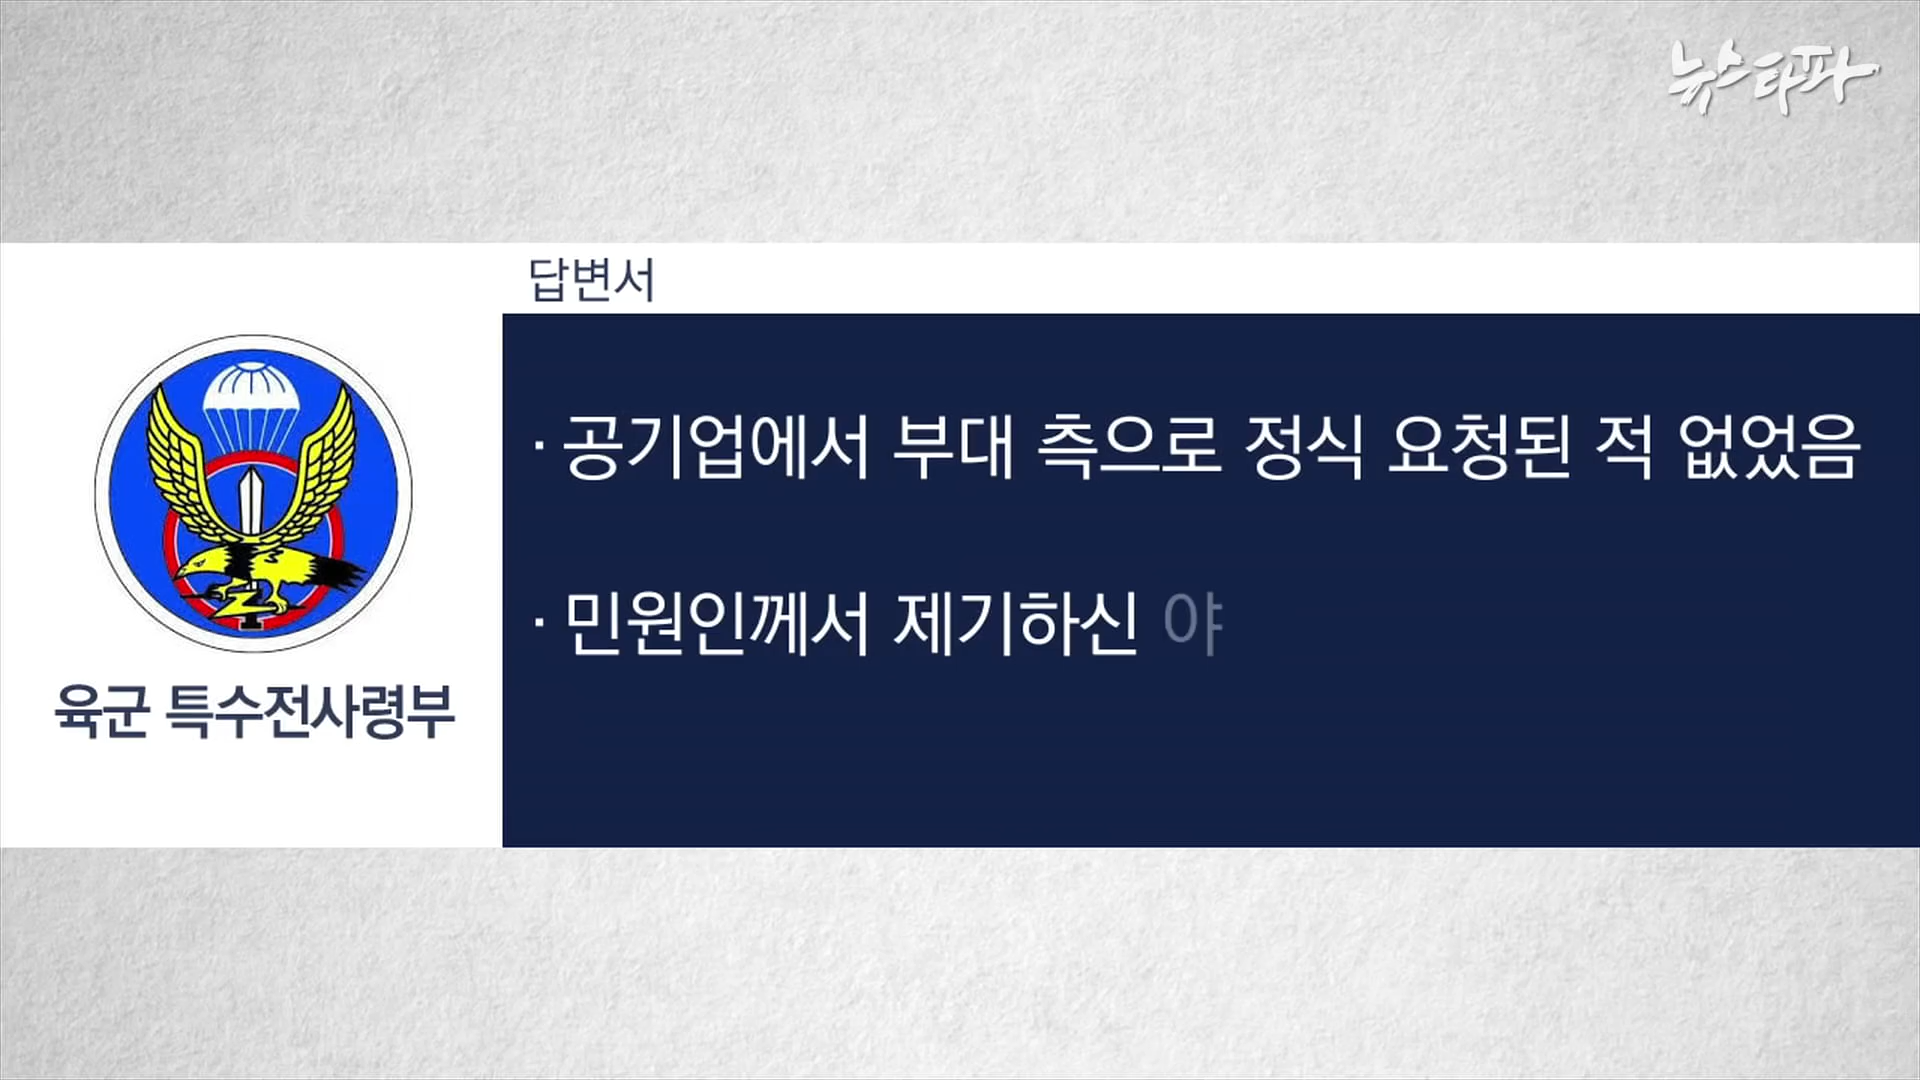 뉴스타파
답변서
· 공기업에서 부대 측으로 정식 요청된 적 없었음
· 민원인께서 제기하신 야
육군 특수전사령부